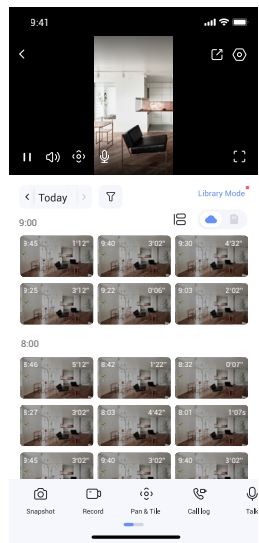 9:41
Today
Library Mode
9:00
9:45 1'12"
9:40 3'02"
9:30 4'32"
9:25 3'12"
9:22 0'06"
9:03 2'02"
8:00
8:46 5'12"
8:42 1'22"
8:32 0'07"
8:27 3'02"
8:03 4'42"
8:01 1'07s
9:45 3'02"
9:40 3'02"
9:40 3'02"
Snapshot
Record
Pan & Tile
Call log
Talk